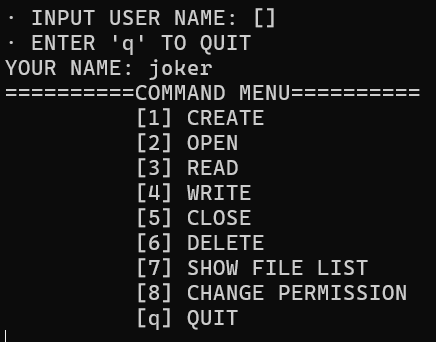 · INPUT USER NAME: []
· ENTER 'q' TO QUIT
YOUR NAME: joker
==========COMMAND MENU==========
[1] CREATE
[2] OPEN
[3] READ
[4] WRITE
[5] CLOSE
[6] DELETE
[7] SHOW FILE LIST
[8] CHANGE PERMISSION
[q] QUIT